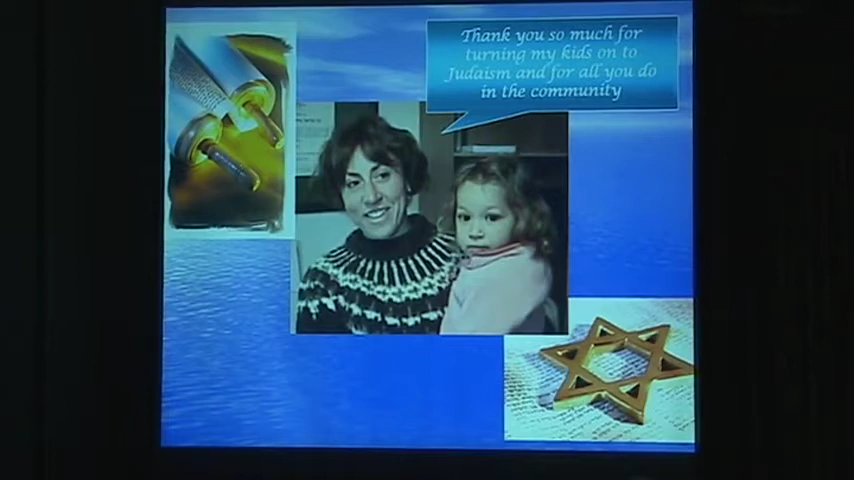 Thank you so much for
turning my kids on to
Judaism and for all you do
in the community